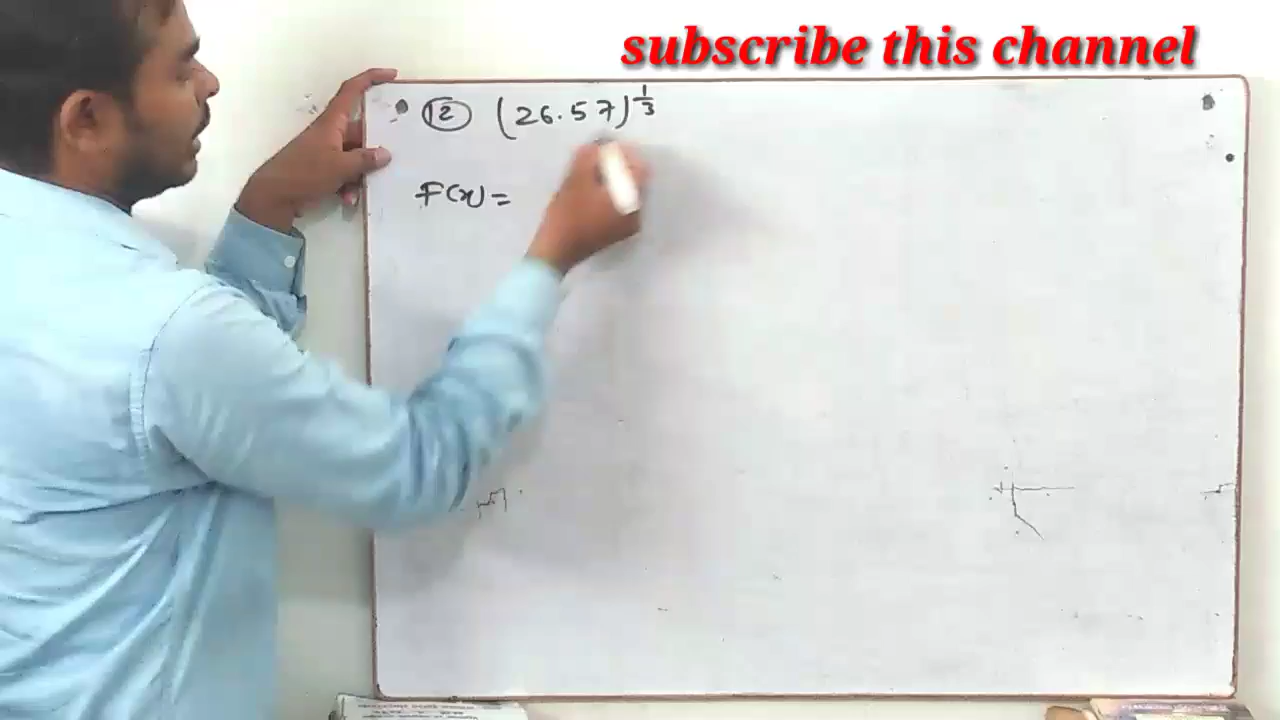 subscribe this channel
(12) (26.57)^{1/3}
F(x) =